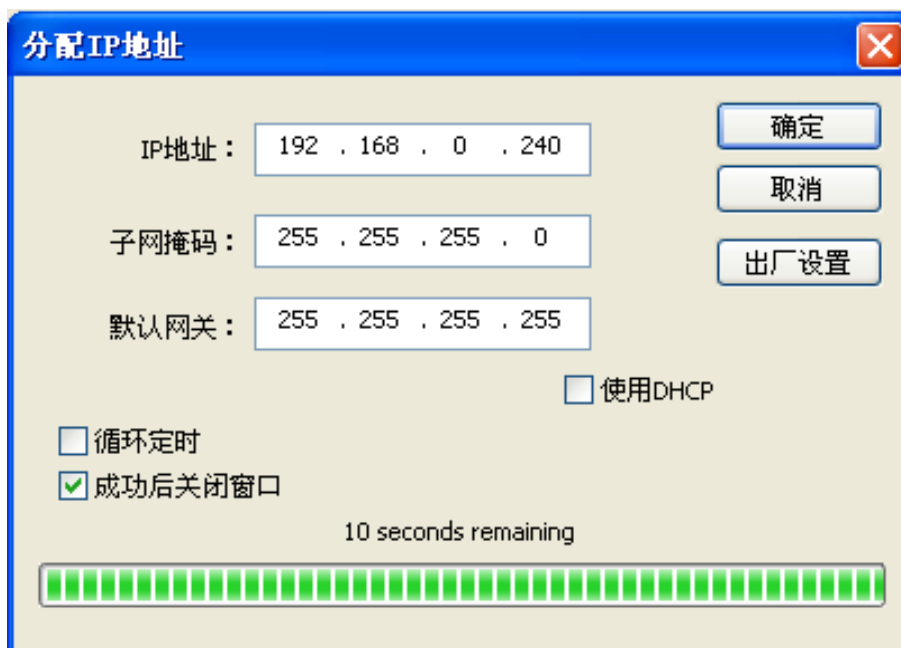 分配IP地址
IP地址： 192 . 168 . 0 . 240
确定
取消
子网掩码： 255 . 255 . 255 . 0
出厂设置
默认网关： 255 . 255 . 255 . 255
使用DHCP
循环定时
成功后关闭窗口
10 seconds remaining